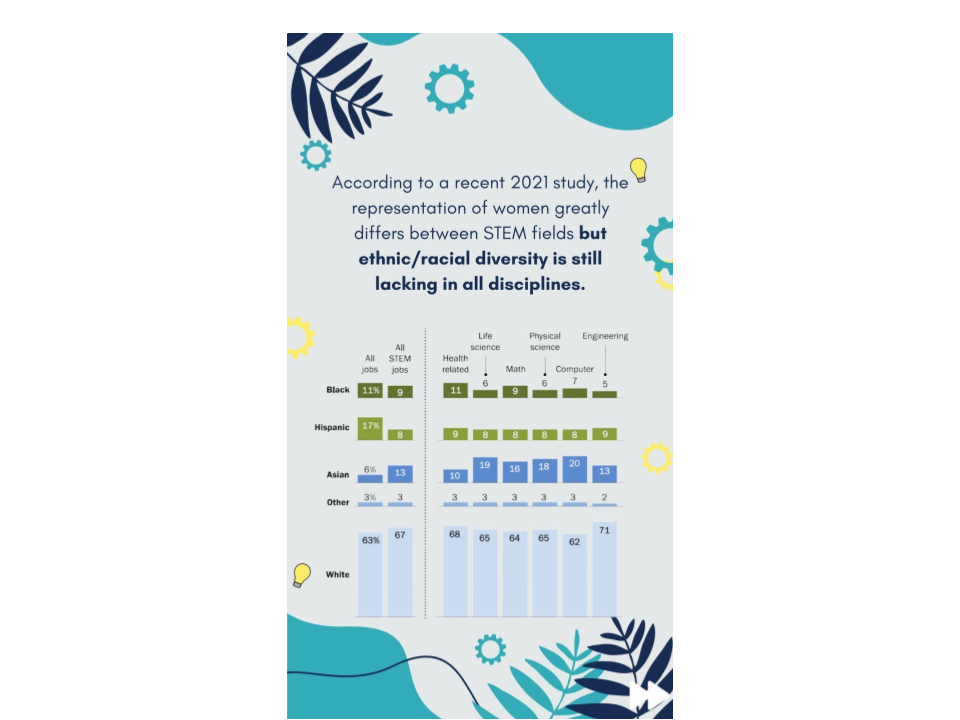 According to a recent 2021 study, the
representation of women greatly
differs between STEM fields but
ethnic/racial diversity is still
lacking in all disciplines.
Life Physical Engineering
science science
All
All STEM Health
jobs jobs related Math Computer
Black 11% 9 11 6 9 6 7 5
Hispanic 17% 8 9 8 8 8 8 9
Asian 6% 13 10 19 16 18 20 13
Other 3% 3 3 3 3 3 3 2
White 63% 67 68 65 64 65 62 71